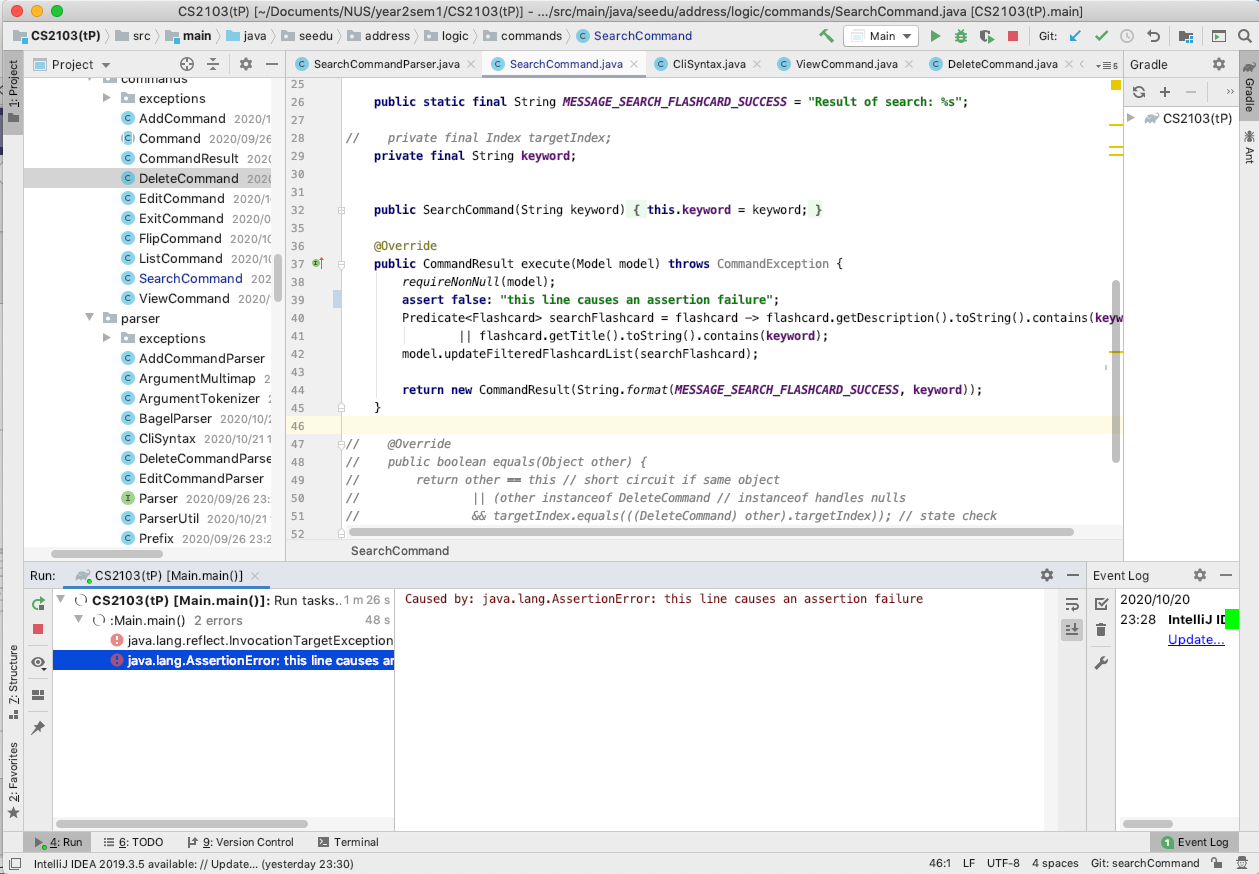 CS2103(tP) [~/Documents/NUS/year2sem1/CS2103(tP)] - .../src/main/java/seedu/address/logic/commands/SearchCommand.java [CS2103(tP).main]
CS2103(tP) src main java seedu address logic commands SearchCommand Main Git:
1: Project
Project
SearchCommandParser.java SearchCommand.java CliSyntax.java ViewCommand.java DeleteCommand.java 6
Gradle
commands
exceptions
AddCommand 2020/1
Command 2020/09/26
CommandResult 2020
DeleteCommand 2020
EditCommand 2020/1
ExitCommand 2020/0
FlipCommand 2020/10
ListCommand 2020/10
SearchCommand 202
ViewCommand 2020/
parser
exceptions
AddCommandParser
ArgumentMultimap 2
ArgumentTokenizer 2
BagelParser 2020/10/2
CliSyntax 2020/10/21 1
DeleteCommandParse
EditCommandParser
Parser 2020/09/26 23:
ParserUtil 2020/10/21
Prefix 2020/09/26 23:2
25
26 public static final String MESSAGE_SEARCH_FLASHCARD_SUCCESS = "Result of search: %s";
27
28 // private final Index targetIndex;
29 private final String keyword;
30
31
32 public SearchCommand(String keyword) { this.keyword = keyword; }
35
36 @Override
37 public CommandResult execute(Model model) throws CommandException {
38 requireNonNull(model);
39 assert false: "this line causes an assertion failure";
40 Predicate<Flashcard> searchFlashcard = flashcard -> flashcard.getDescription().toString().contains(keyw
41 || flashcard.getTitle().toString().contains(keyword);
42 model.updateFilteredFlashcardList(searchFlashcard);
43
44 return new CommandResult(String.format(MESSAGE_SEARCH_FLASHCARD_SUCCESS, keyword));
45 }
46
47 // @Override
48 // public boolean equals(Object other) {
49 // return other == this // short circuit if same object
50 // || (other instanceof DeleteCommand // instanceof handles nulls
51 // && targetIndex.equals(((DeleteCommand) other).targetIndex)); // state check
52
SearchCommand
CS2103(tP)
Gradle
Ant
Run: CS2103(tP) [Main.main()]
CS2103(tP) [Main.main()]: Run tasks.. 1 m 26 s
:Main.main() 2 errors 48 s
java.lang.reflect.InvocationTargetException
java.lang.AssertionError: this line causes ar
Caused by: java.lang.AssertionError: this line causes an assertion failure
Event Log
2020/10/20
23:28 IntelliJ ID
Update...
Z: Structure
2: Favorites
4: Run 6: TODO 9: Version Control Terminal 1 Event Log
IntelliJ IDEA 2019.3.5 available: // Update... (yesterday 23:30) 46:1 LF UTF-8 4 spaces Git: searchCommand